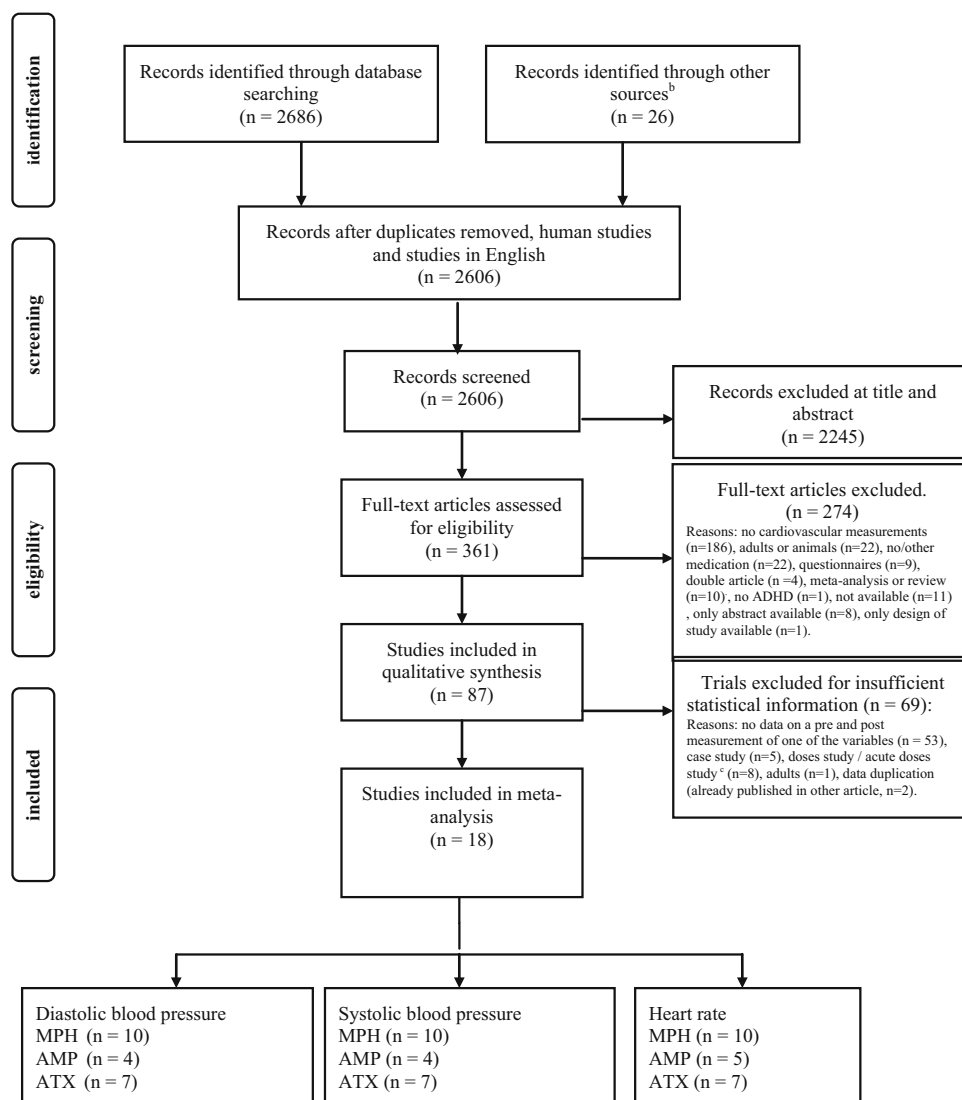 identification
Records identified through database
searching
(n = 2686)
Records identified through other
sourcesᵇ
(n = 26)
Records after duplicates removed, human studies
and studies in English
(n = 2606)
screening
Records screened
(n = 2606)
Records excluded at title and
abstract
(n = 2245)
eligibility
Full-text articles assessed
for eligibility
(n = 361)
Full-text articles excluded.
(n = 274)
Reasons: no cardiovascular measurements
(n=186), adults or animals (n=22), no/other
medication (n=22), questionnaires (n=9),
double article (n =4), meta-analysis or review
(n=10), no ADHD (n=1), not available (n=11)
, only abstract available (n=8), only design of
study available (n=1).
Studies included in
qualitative synthesis
(n = 87)
included
Trials excluded for insufficient
statistical information (n = 69):
Reasons: no data on a pre and post
measurement of one of the variables (n = 53),
case study (n=5), doses study / acute doses
study ᶜ (n=8), adults (n=1), data duplication
(already published in other article, n=2).
Studies included in meta-
analysis
(n = 18)
Diastolic blood pressure
MPH (n = 10)
AMP (n = 4)
ATX (n = 7)
Systolic blood pressure
MPH (n = 10)
AMP (n = 4)
ATX (n = 7)
Heart rate
MPH (n = 10)
AMP (n = 5)
ATX (n = 7)